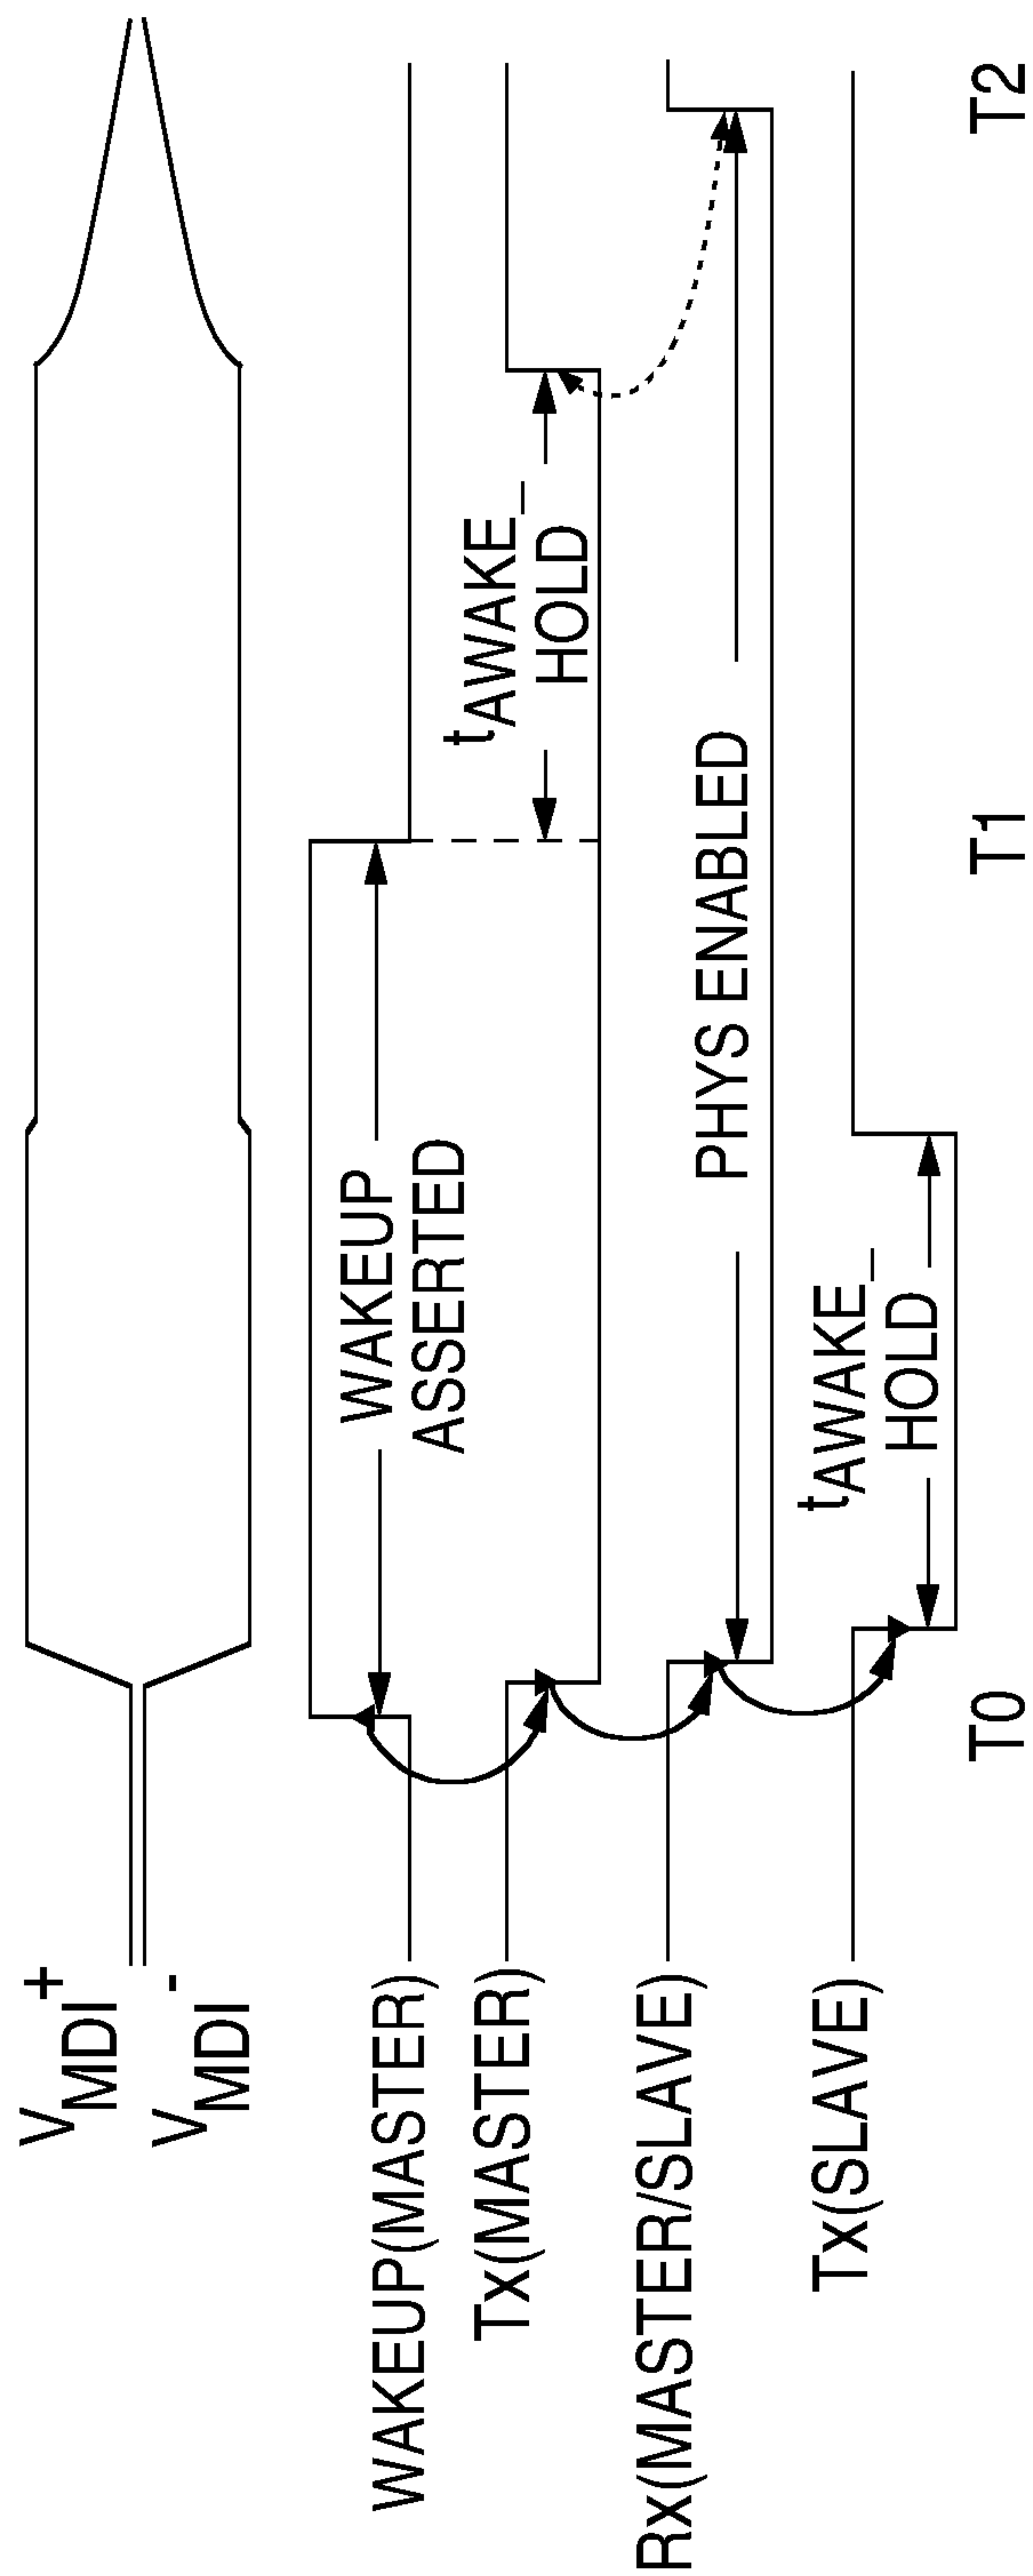 VMDI+
VMDI-
WAKEUP(MASTER)
WAKEUP
ASSERTED
Tx(MASTER)
tAWAKE_
HOLD
Rx(MASTER/SLAVE)
PHYS ENABLED
Tx(SLAVE)
tAWAKE_
HOLD
T0
T1
T2